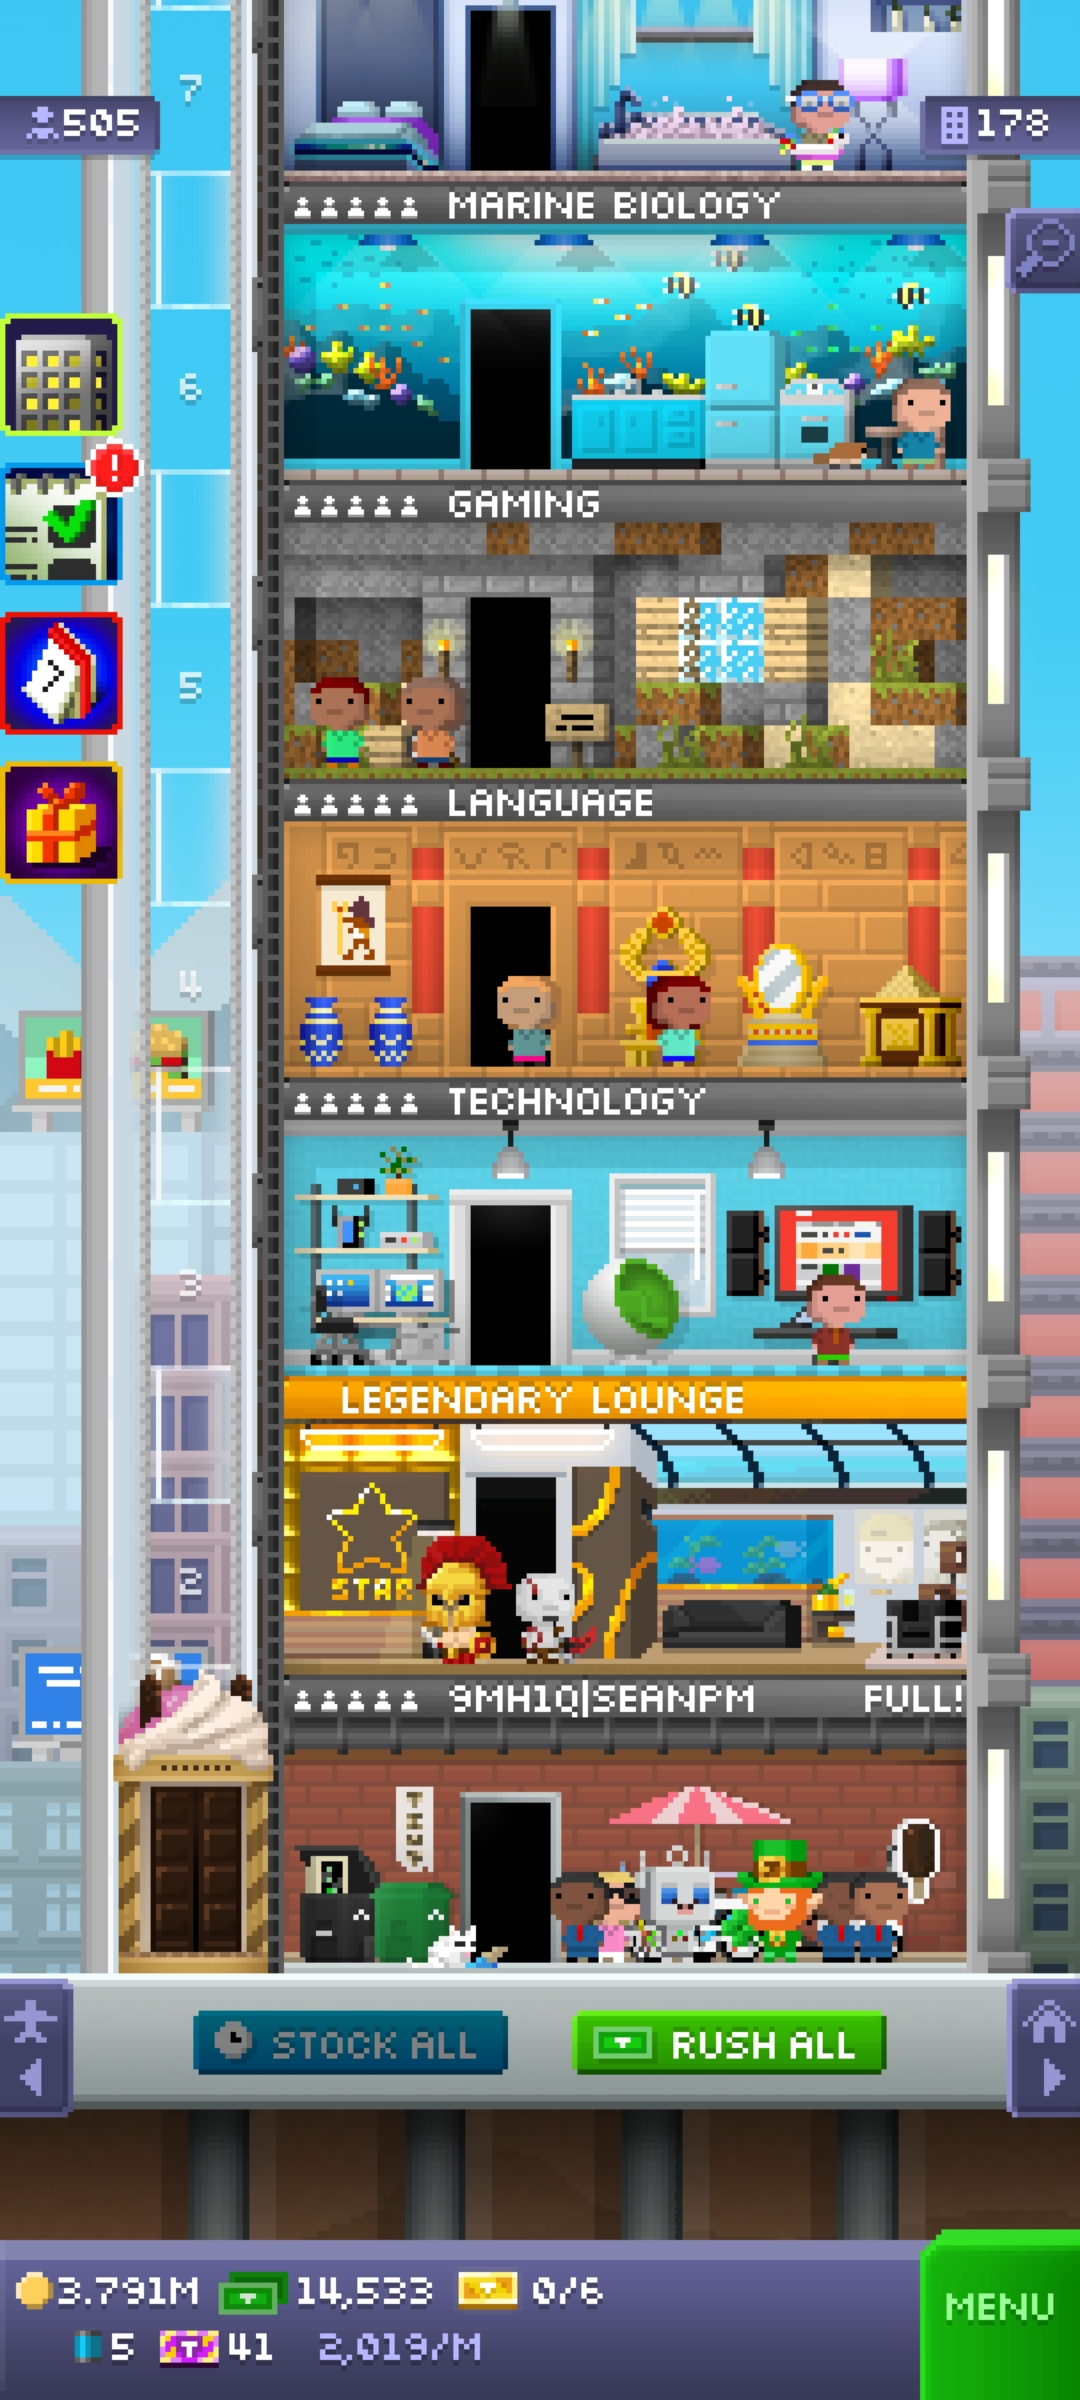 7
505
178
MARINE BIOLOGY
6
GAMING
5
LANGUAGE
4
TECHNOLOGY
3
LEGENDARY LOUNGE
STAR
2
9MH1Q|SEANPM FULL!
STOCK ALL
RUSH ALL
3.791M 14,533 0/6
5 41 2,019/M
MENU